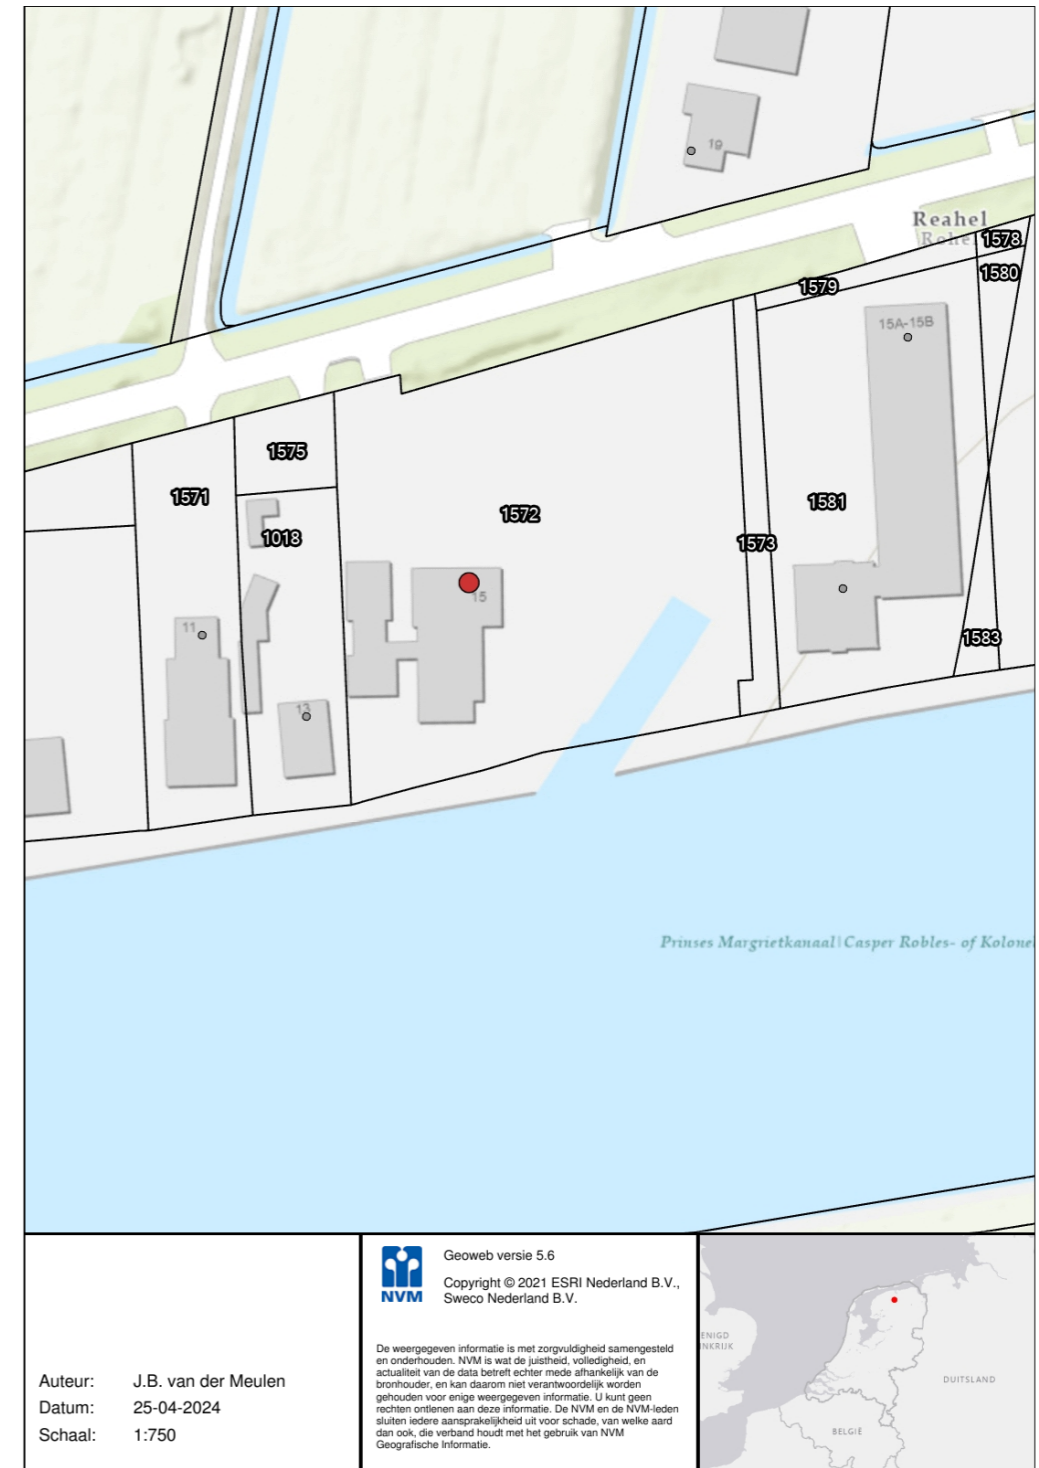 19
Reahel
Rohel
1578
1580
1579
15A-15B
1575
1571
1572
1581
1018
1573
15
11
1583
13
Prinses Margrietkanaal | Casper Robles- of Kolonel
NVM
Geoweb versie 5.6
Copyright © 2021 ESRI Nederland B.V.,
Sweco Nederland B.V.
De weergegeven informatie is met zorgvuldigheid samengesteld
en onderhouden. NVM is wat de juistheid, volledigheid, en
actualiteit van de data betreft echter mede afhankelijk van de
bronhouder, en kan daarom niet verantwoordelijk worden
gehouden voor enige weergegeven informatie. U kunt geen
rechten ontlenen aan deze informatie. De NVM en de NVM-leden
sluiten iedere aansprakelijkheid uit voor schade, van welke aard
dan ook, die verband houdt met het gebruik van NVM
Geografische Informatie.
Auteur: J.B. van der Meulen
Datum: 25-04-2024
Schaal: 1:750
ENIGD
NKRIJK
DUITSLAND
BELGIË